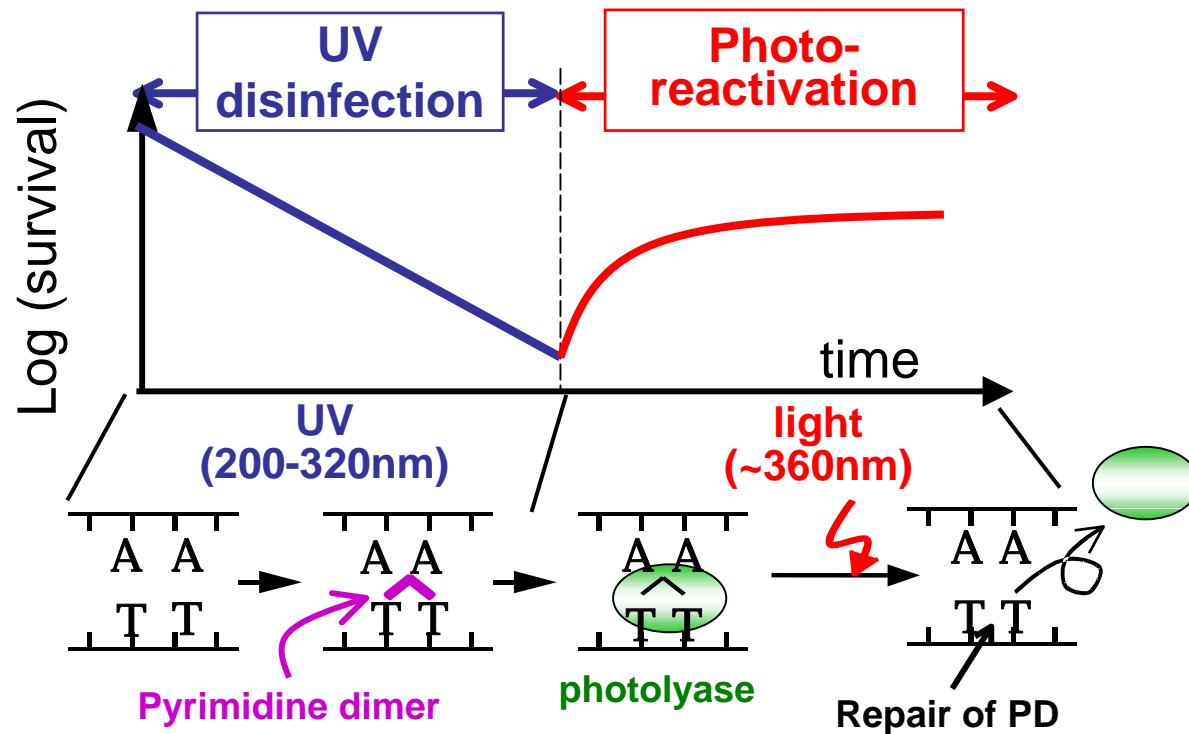 UV
disinfection
Photo-
reactivation
Log (survival)
time
UV
(200-320nm)
light
(~360nm)
A A
T T
A A
T T
A A
T T
A A
T T
Pyrimidine dimer
photolyase
Repair of PD